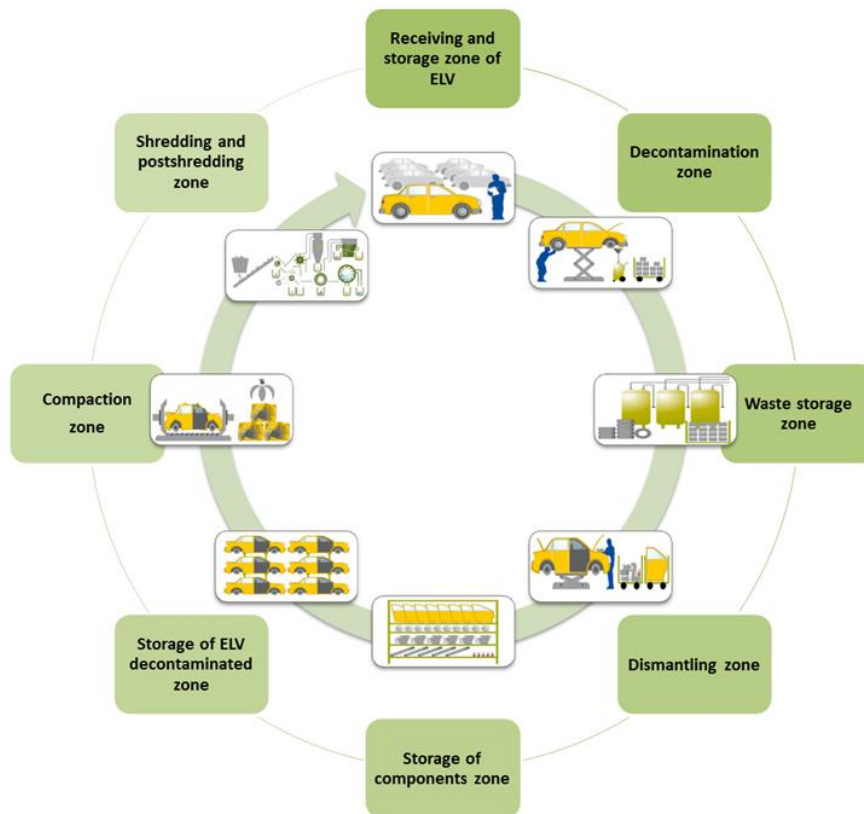 Receiving and
storage zone of
ELV
Decontamination
zone
Waste storage
zone
Dismantling zone
Storage of
components zone
Storage of ELV
decontaminated
zone
Compaction
zone
Shredding and
postshredding
zone